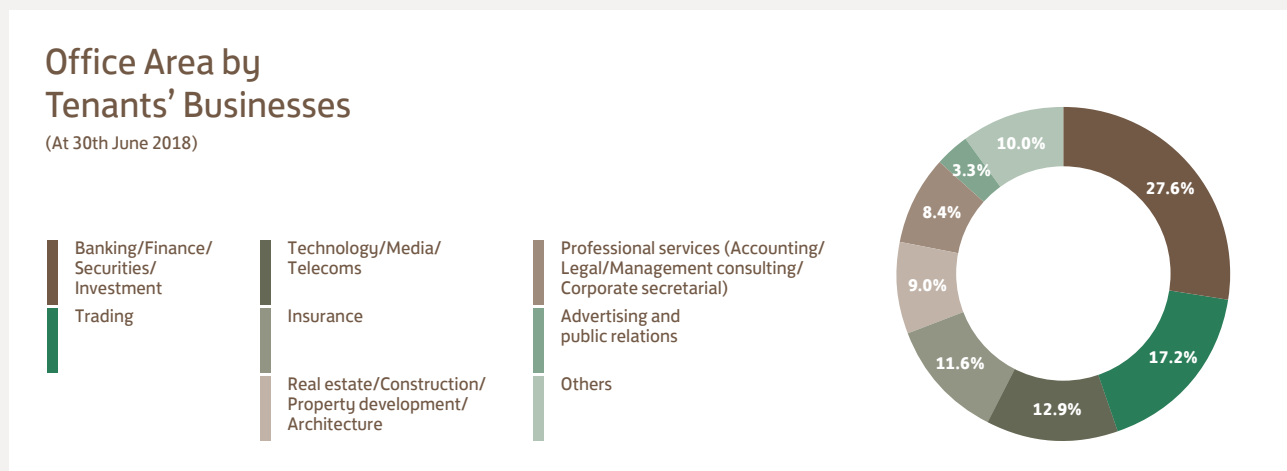 Office Area by
Tenants’ Businesses
(At 30th June 2018)
Banking/Finance/
Securities/
Investment
Trading
Technology/Media/
Telecoms
Insurance
Real estate/Construction/
Property development/
Architecture
Professional services (Accounting/
Legal/Management consulting/
Corporate secretarial)
Advertising and
public relations
Others
27.6%
17.2%
12.9%
11.6%
9.0%
8.4%
3.3%
10.0%